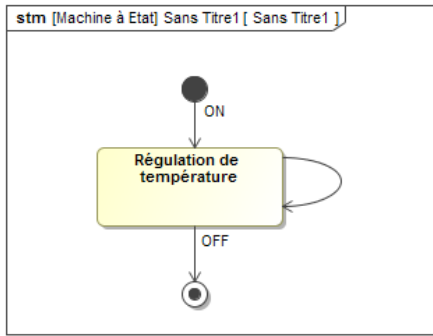 stm [Machine à Etat] Sans Titre1 [ Sans Titre1 ]
ON
Régulation de
température
OFF